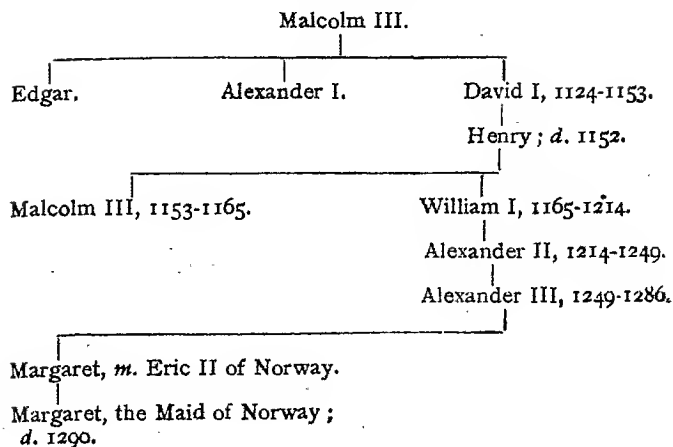 Malcolm III.
Edgar. Alexander I. David I, 1124-1153.
Henry; d. 1152.
Malcolm III, 1153-1165. William I, 1165-1214.
Alexander II, 1214-1249.
Alexander III, 1249-1286.
Margaret, m. Eric II of Norway.
Margaret, the Maid of Norway;
d. 1290.